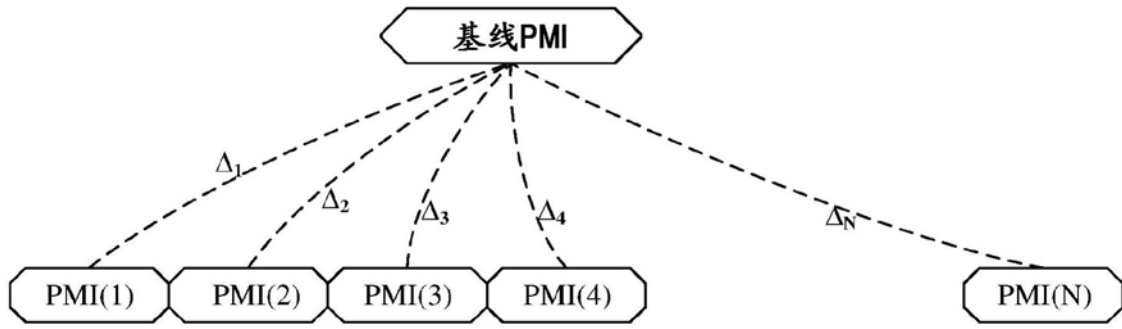 基线PMI
Δ1
Δ2
Δ3
Δ4
ΔN
PMI(1)
PMI(2)
PMI(3)
PMI(4)
PMI(N)